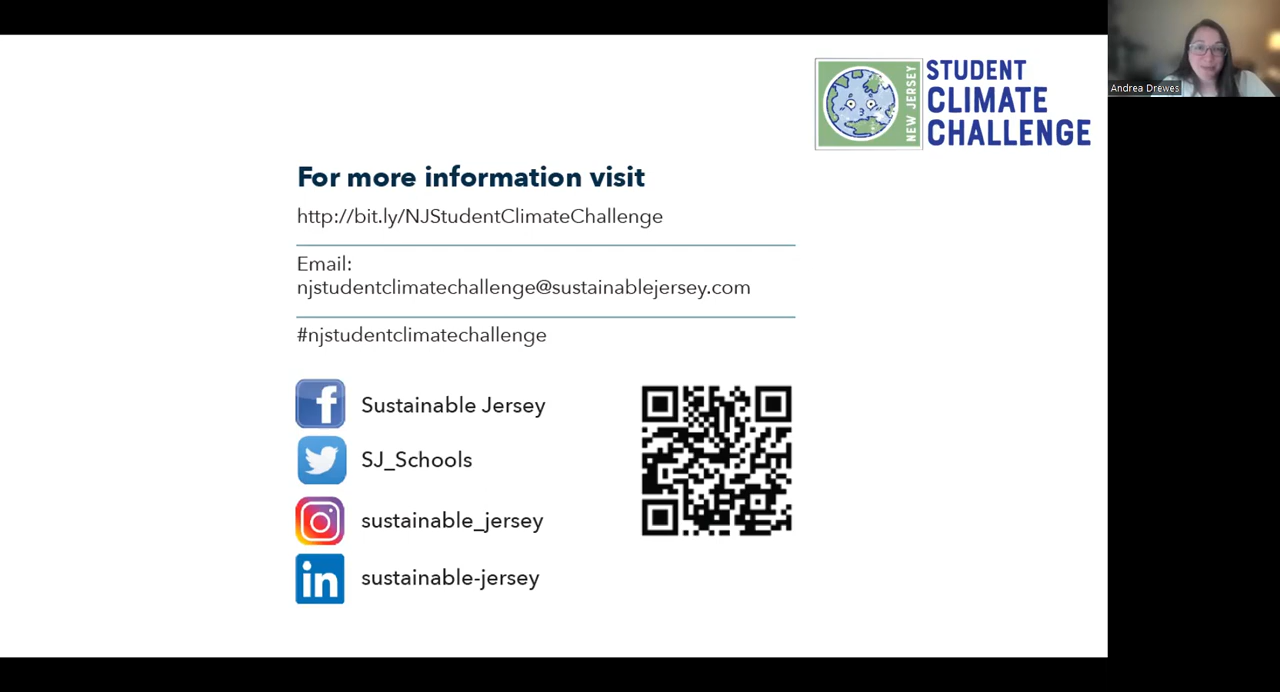 NEW JERSEY
STUDENT
CLIMATE
CHALLENGE
Andrea Drewes
For more information visit
http://bit.ly/NJStudentClimateChallenge
Email:
njstudentclimatechallenge@sustainablejersey.com
#njstudentclimatechallenge
Sustainable Jersey
SJ_Schools
sustainable_jersey
in
sustainable-jersey